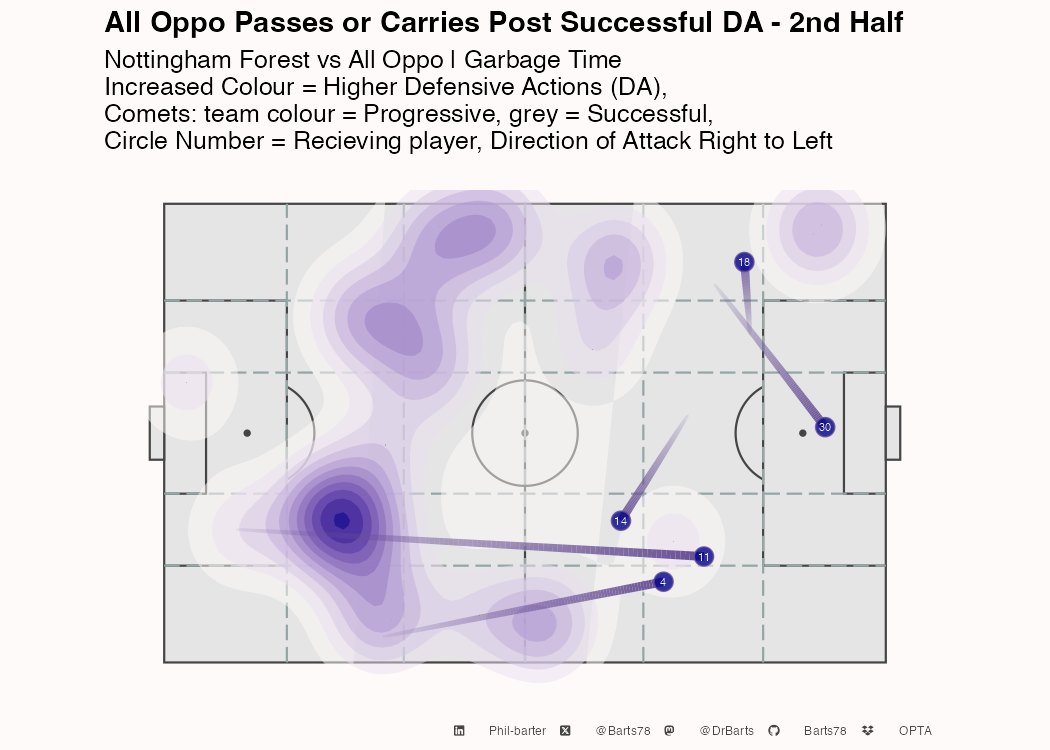 All Oppo Passes or Carries Post Successful DA - 2nd Half
Nottingham Forest vs All Oppo | Garbage Time
Increased Colour = Higher Defensive Actions (DA),
Comets: team colour = Progressive, grey = Successful,
Circle Number = Recieving player, Direction of Attack Right to Left
18
30
14
11
4
Phil-barter @Barts78 @DrBarts Barts78 OPTA